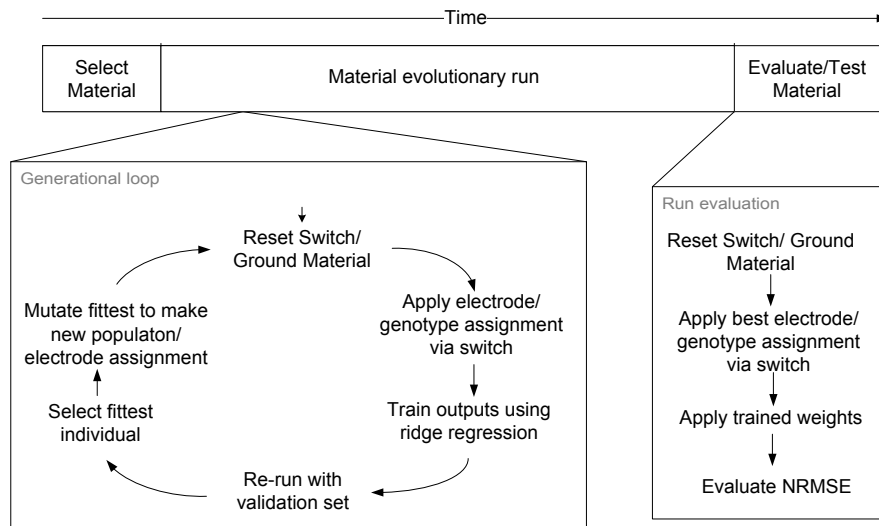 Time
Select
Material
Material evolutionary run
Evaluate/Test
Material
Generational loop
Reset Switch/
Ground Material
Apply electrode/
genotype assignment
via switch
Train outputs using
ridge regression
Re-run with
validation set
Select fittest
individual
Mutate fittest to make
new populaton/
electrode assignment
Run evaluation
Reset Switch/ Ground
Material
Apply best electrode/
genotype assignment
via switch
Apply trained weights
Evaluate NRMSE